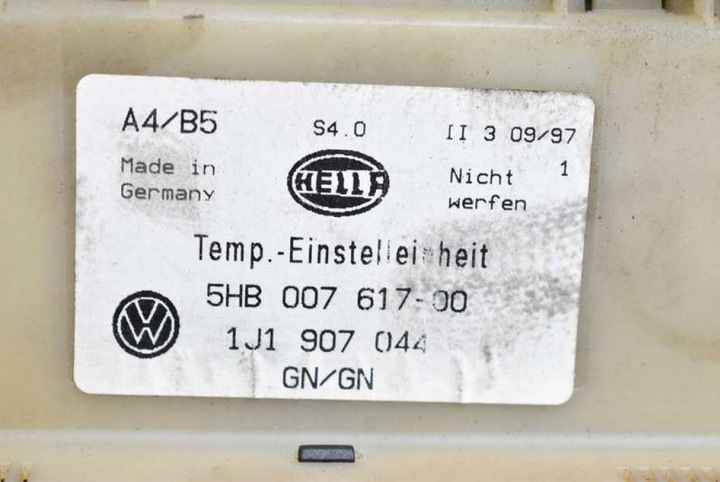 A4/B5 S4.0 II 3 09/97
Made in Germany
HELLA
Nicht werfen 1
Temp.-Einstelleinheit
5HB 007 617-00
VW
1J1 907 044
GN/GN